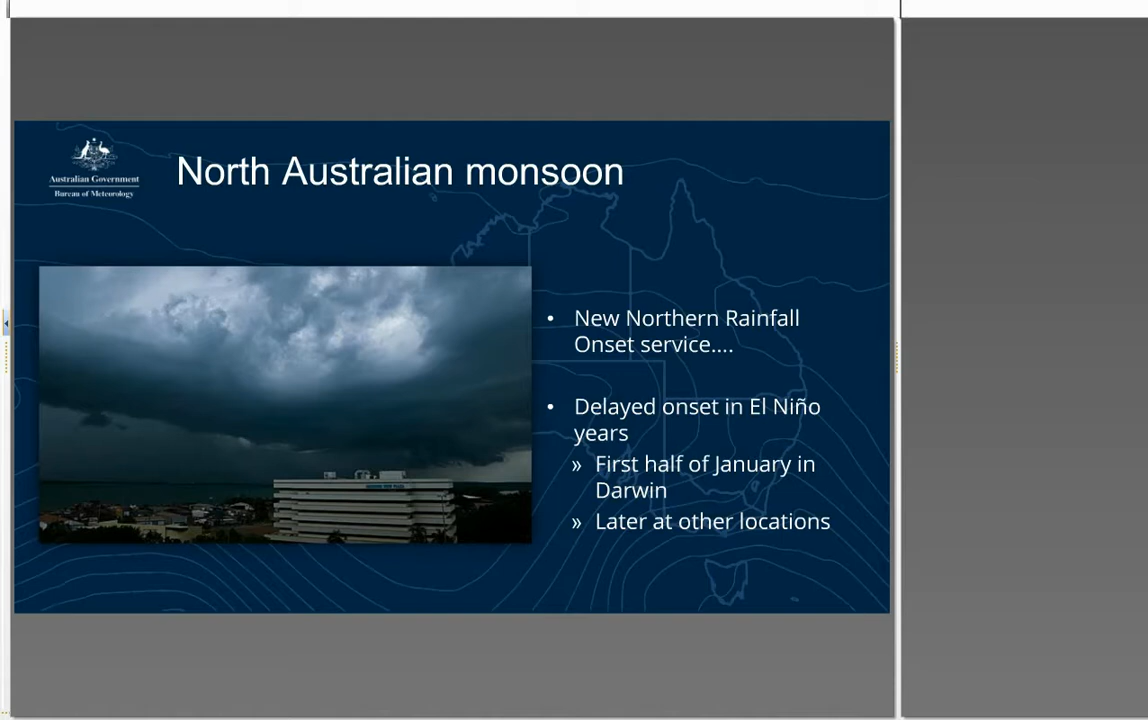 Australian Government
Bureau of Meteorology
North Australian monsoon
• New Northern Rainfall
Onset service....
• Delayed onset in El Niño
years
» First half of January in
Darwin
» Later at other locations